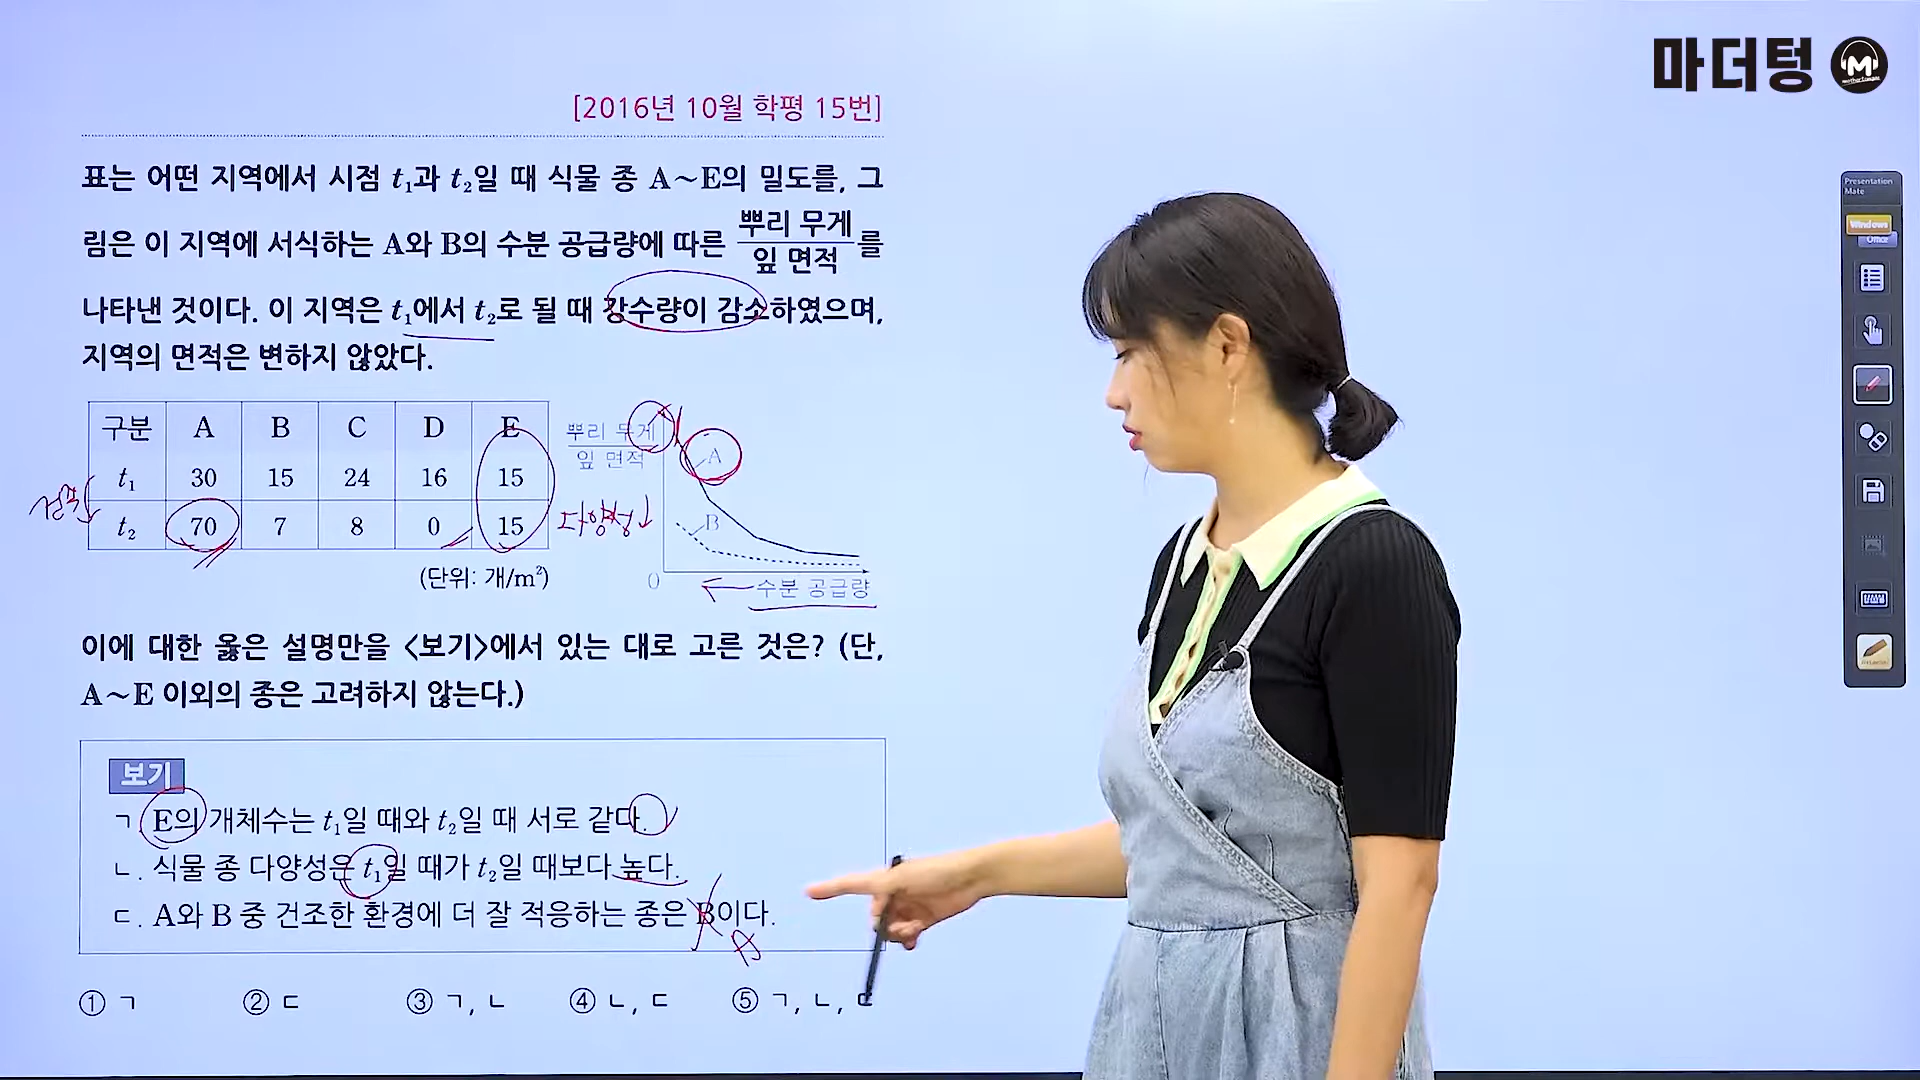 마더텅
[2016년 10월 학평 15번]
표는 어떤 지역에서 시점 t₁과 t₂일 때 식물 종 A~E의 밀도를, 그
림은 이 지역에 서식하는 A와 B의 수분 공급량에 따른 뿌리 무게/잎 면적 를
나타낸 것이다. 이 지역은 t₁에서 t₂로 될 때 강수량이 감소하였으며,
지역의 면적은 변하지 않았다.
구분 A B C D E
t₁ 30 15 24 16 15
t₂ 70 7 8 0 15
(단위: 개/m²)
건조
다양성↓
뿌리 무게
잎 면적
A
B
0
수분 공급량
이에 대한 옳은 설명만을 <보기>에서 있는 대로 고른 것은? (단,
A~E 이외의 종은 고려하지 않는다.)
보기
ㄱ E의 개체수는 t₁일 때와 t₂일 때 서로 같다.
ㄴ. 식물 종 다양성은 t₁일 때가 t₂일 때보다 높다.
ㄷ. A와 B 중 건조한 환경에 더 잘 적응하는 종은 B이다.
A
① ㄱ ② ㄷ ③ ㄱ, ㄴ ④ ㄴ, ㄷ ⑤ ㄱ, ㄴ, ㄷ
Presentation
Mate
Windows
Office